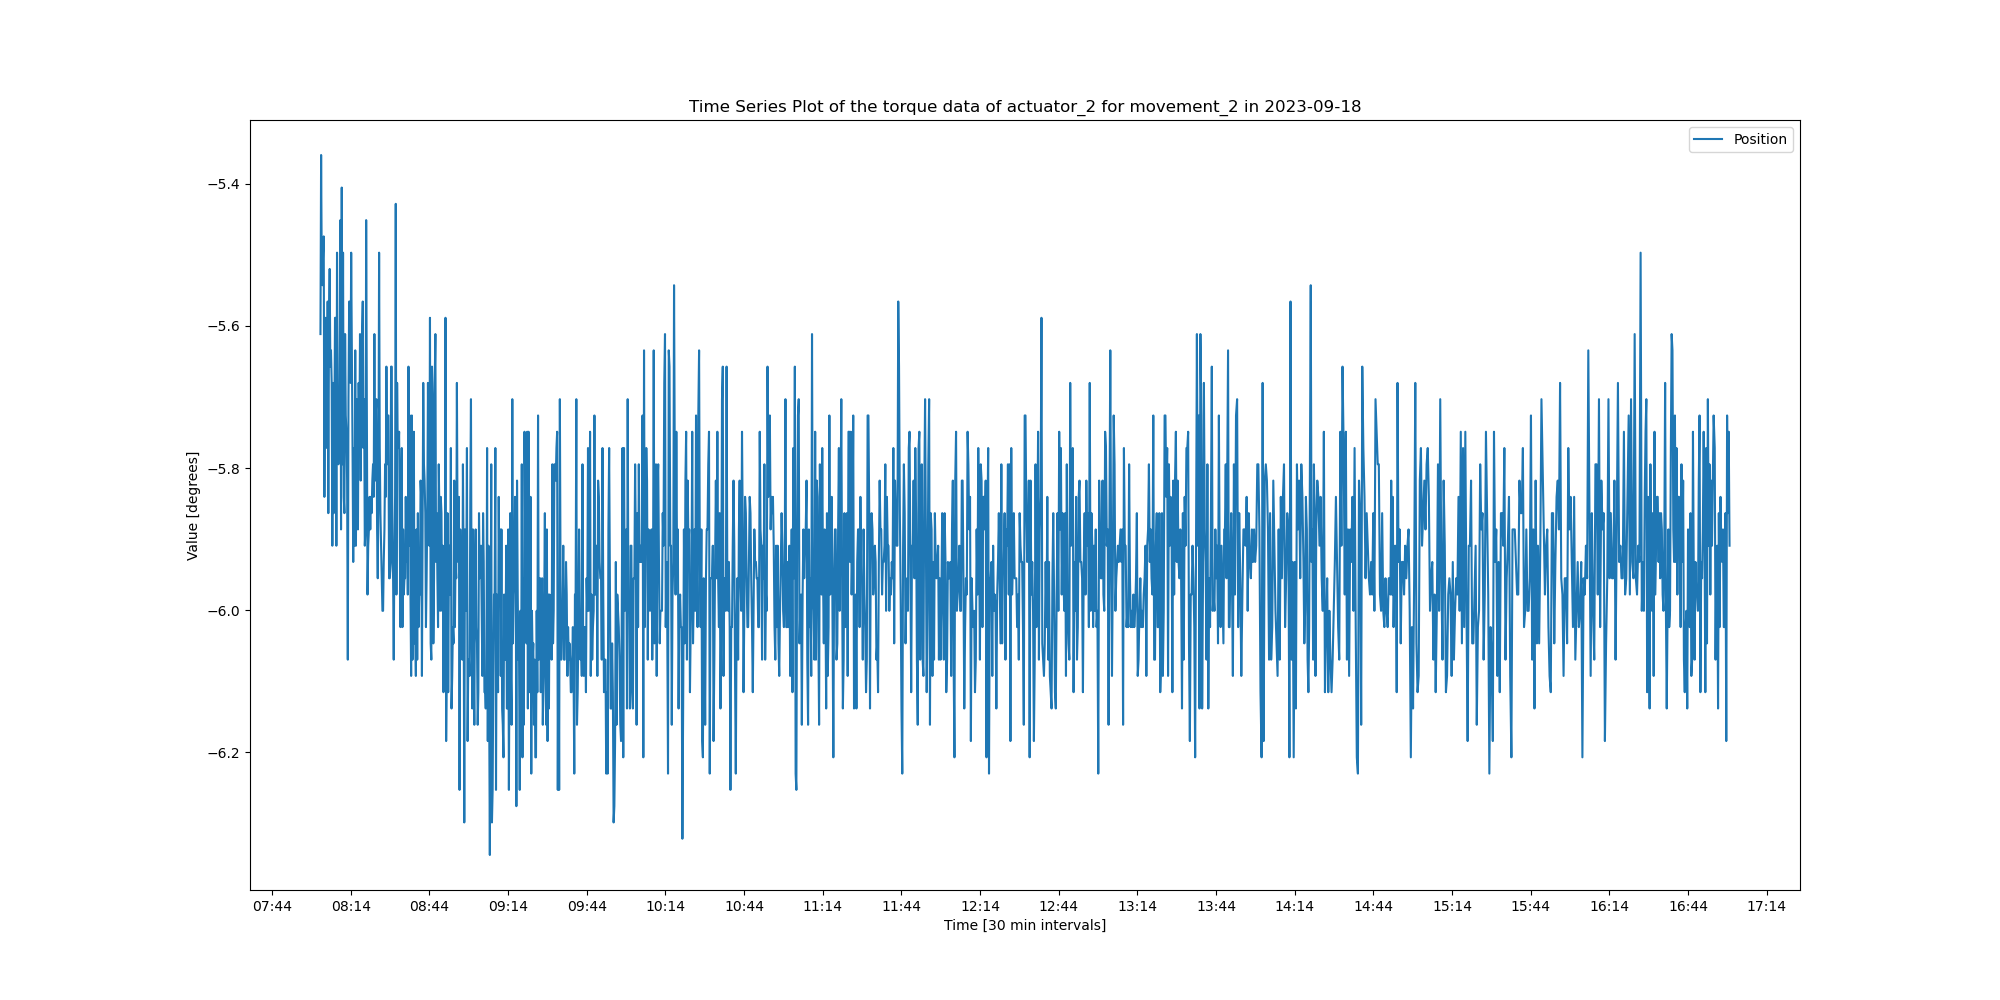 Time Series Plot of the torque data of actuator_2 for movement_2 in 2023-09-18
Position
−5.4
−5.6
−5.8
−6.0
−6.2
Value [degrees]
07:44 08:14 08:44 09:14 09:44 10:14 10:44 11:14 11:44 12:14 12:44 13:14 13:44 14:14 14:44 15:14 15:44 16:14 16:44 17:14
Time [30 min intervals]